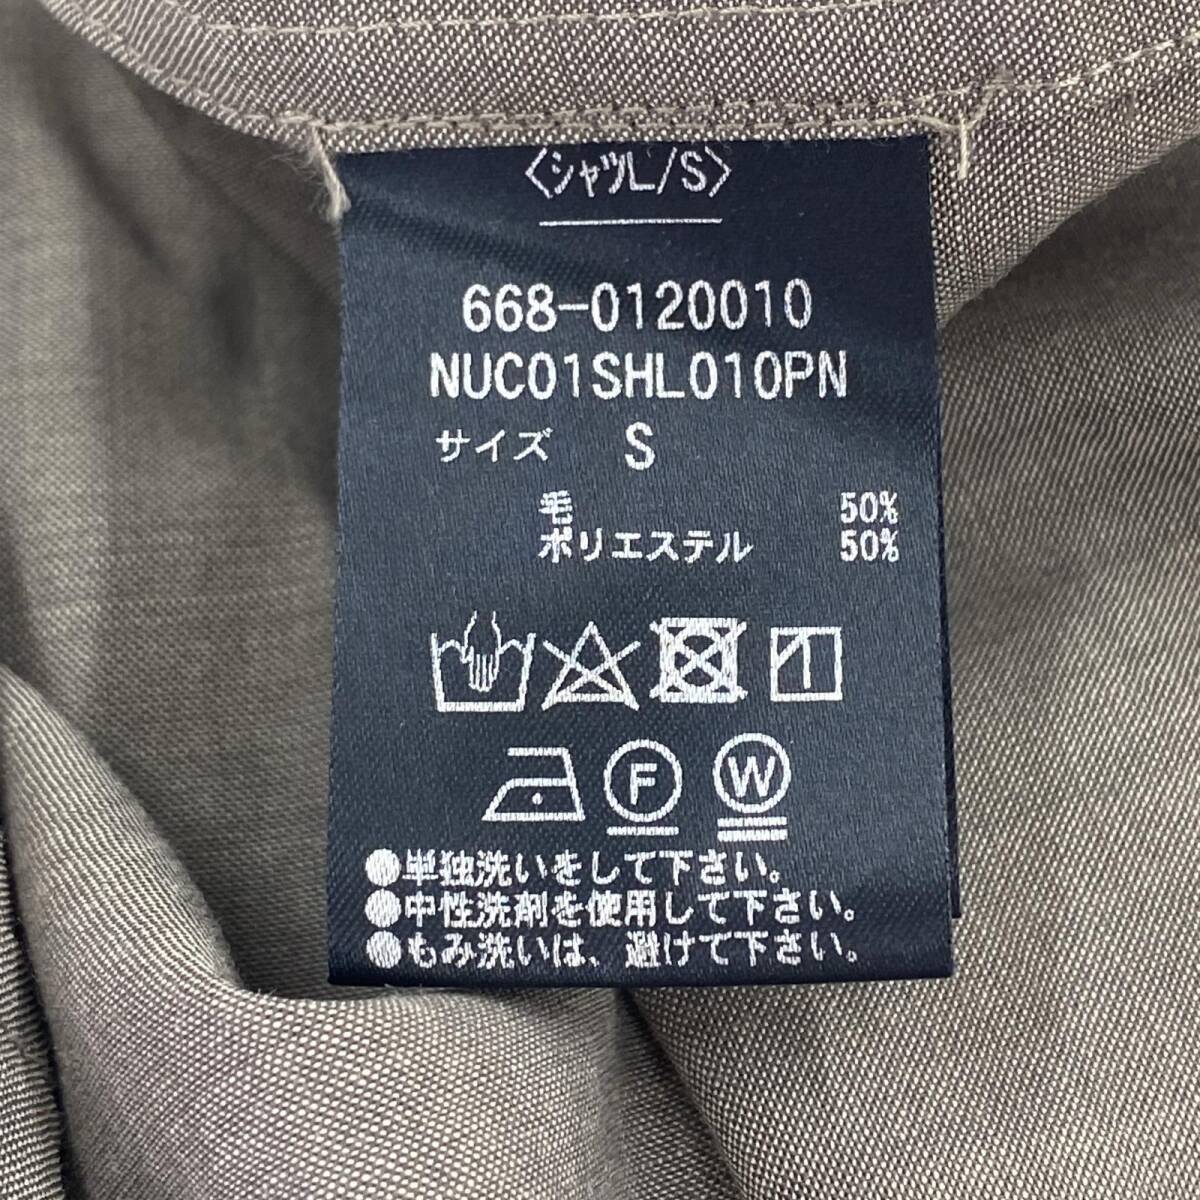 〈シャツL/S〉
668-0120010
NUC01SHL010PN
サイズ S
毛 50%
ポリエステル 50%
F W
●単独洗いをして下さい。
●中性洗剤を使用して下さい。
●もみ洗いは、避けて下さい。